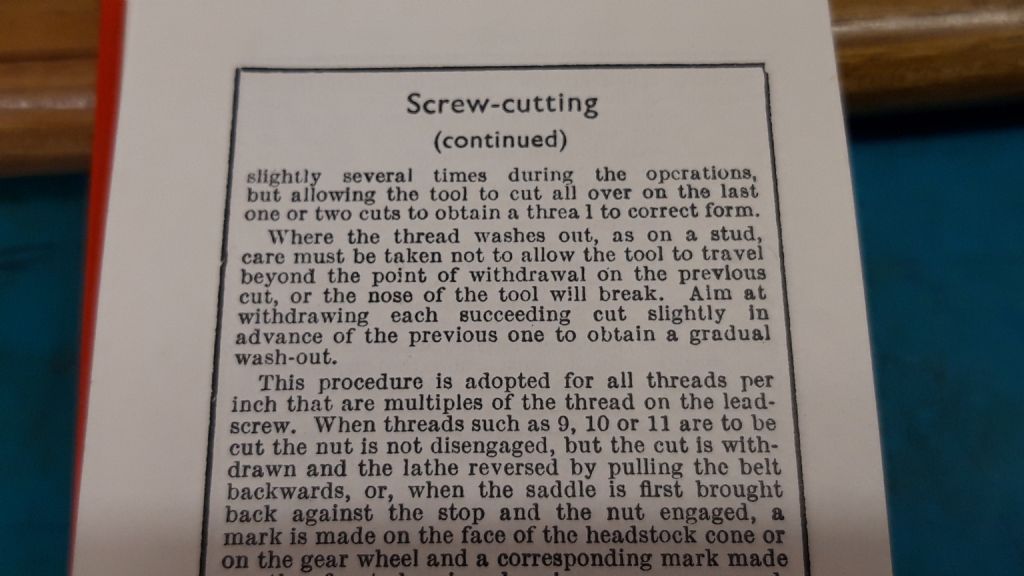 Screw-cutting
(continued)
slightly several times during the operations,
but allowing the tool to cut all over on the last
one or two cuts to obtain a threa l to correct form.
Where the thread washes out, as on a stud,
care must be taken not to allow the tool to travel
beyond the point of withdrawal on the previous
cut, or the nose of the tool will break. Aim at
withdrawing each succeeding cut slightly in
advance of the previous one to obtain a gradual
wash-out.
This procedure is adopted for all threads per
inch that are multiples of the thread on the lead-
screw. When threads such as 9, 10 or 11 are to be
cut the nut is not disengaged, but the cut is with-
drawn and the lathe reversed by pulling the belt
backwards, or, when the saddle is first brought
back against the stop and the nut engaged, a
mark is made on the face of the headstock cone or
on the gear wheel and a corresponding mark made